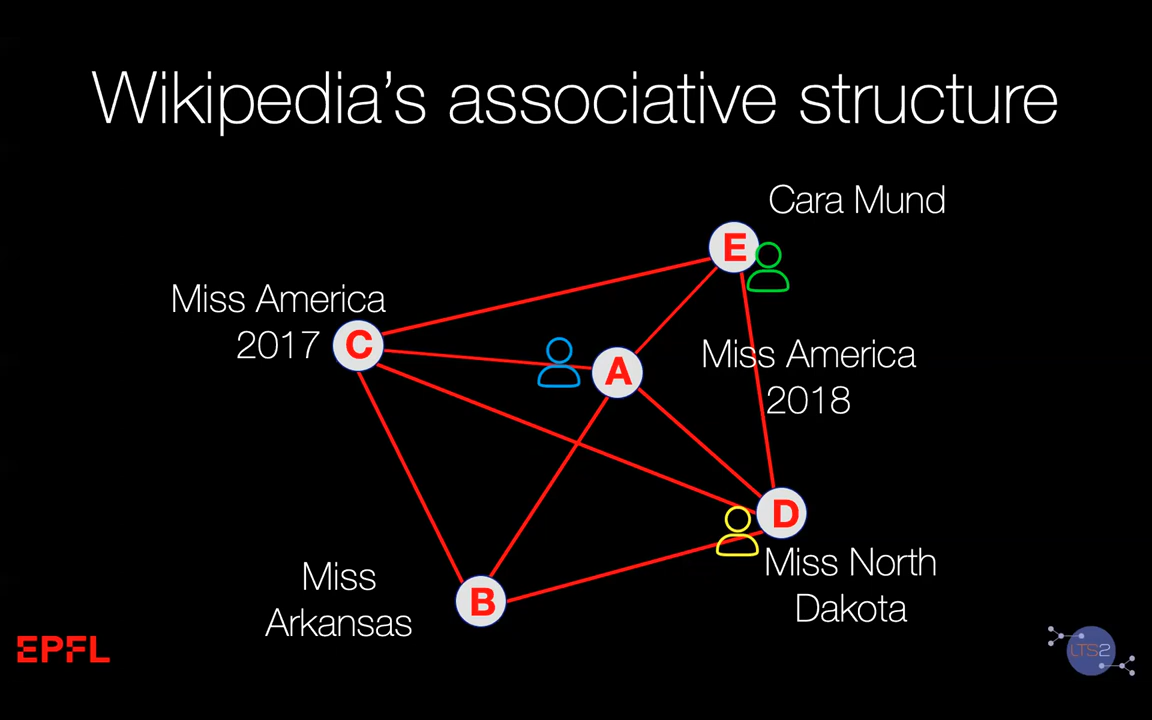 Wikipedia's associative structure
Cara Mund
E
Miss America
2017
C
A
Miss America
2018
D
Miss North
Dakota
Miss
Arkansas
B
EPFL
LTS2